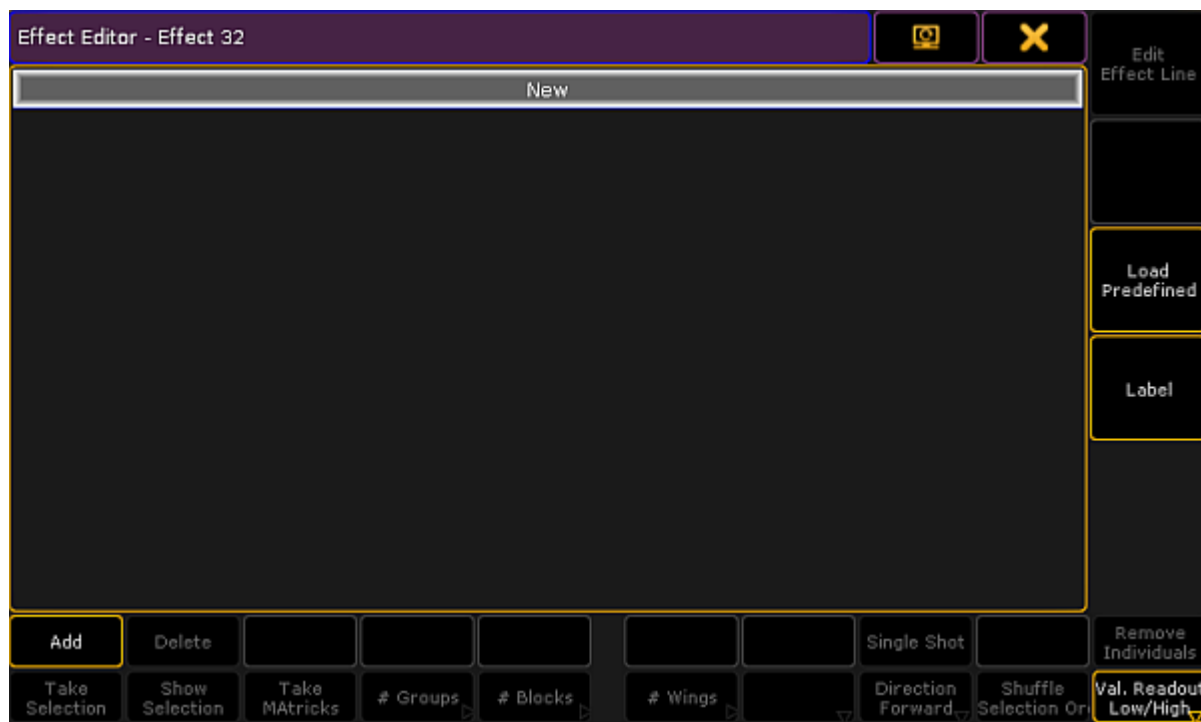 Effect Editor - Effect 32
Edit
Effect Line
New
Load
Predefined
Label
Add
Delete
Single Shot
Remove
Individuals
Take
Selection
Show
Selection
Take
MAtricks
# Groups
# Blocks
# Wings
Direction
Forward
Shuffle
Selection Or
Val. Readout
Low/High